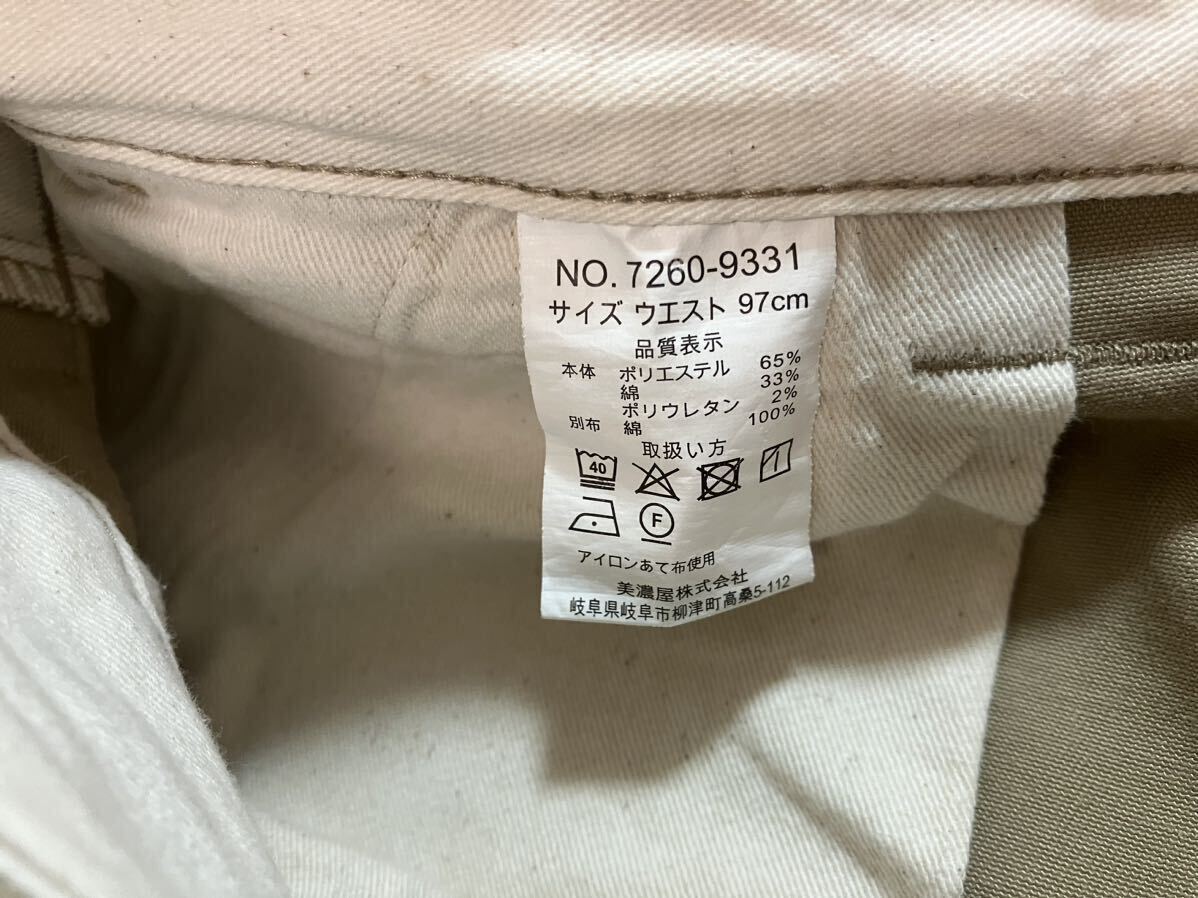 NO. 7260-9331
サイズ ウエスト 97cm
品質表示
本体 ポリエステル 65%
綿 33%
ポリウレタン 2%
別布 綿 100%
取扱い方
40
F
アイロンあて布使用
美濃屋株式会社
岐阜県岐阜市柳津町高桑5-112